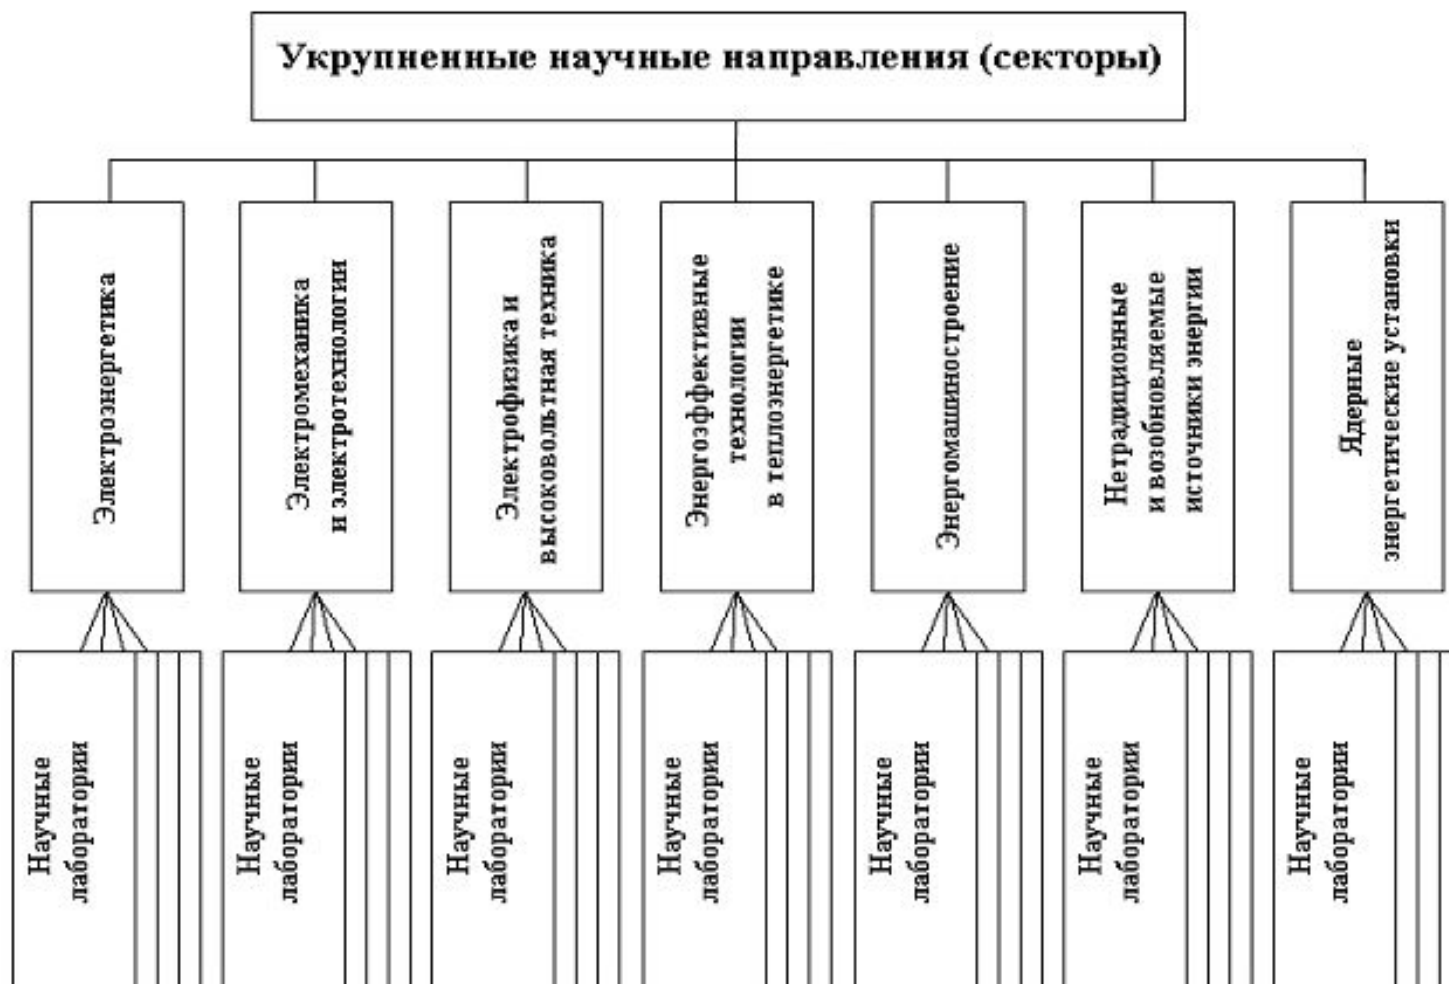 Укрупненные научные направления (секторы)
Электроэнергетика
Электромеханика
и электротехнологии
Электрофизика и
высоковольтная техника
Энергоэффективные
технологии
в теплоэнергетике
Энергомашиностроение
Нетрадиционные
и возобновляемые
источники энергии
Ядерные
энергетические установки
Научные
лаборатории
Научные
лаборатории
Научные
лаборатории
Научные
лаборатории
Научные
лаборатории
Научные
лаборатории
Научные
лаборатории